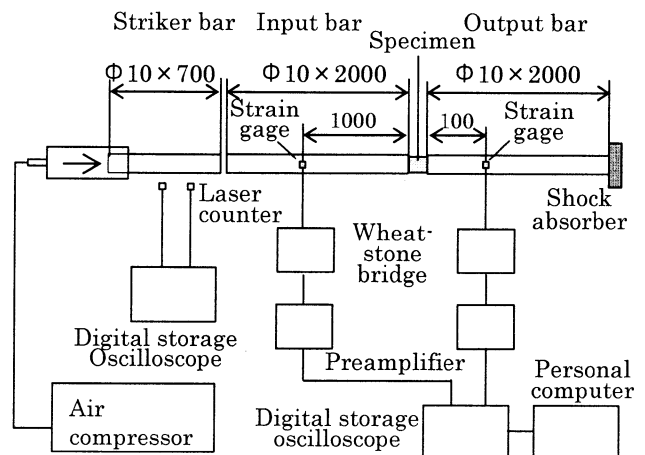 Striker bar
Input bar
Output bar
Specimen
Φ10×700
Φ10×2000
Φ10×2000
Strain
gage
1000
100
Strain
gage
Laser
counter
Shock
absorber
Wheat-
stone
bridge
Digital storage
Oscilloscope
Preamplifier
Personal
computer
Air
compressor
Digital storage
oscilloscope